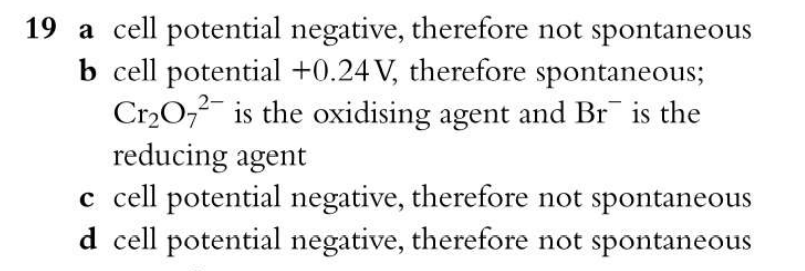 19 a cell potential negative, therefore not spontaneous
b cell potential +0.24 V, therefore spontaneous;
Cr₂O₇²⁻ is the oxidising agent and Br⁻ is the
reducing agent
c cell potential negative, therefore not spontaneous
d cell potential negative, therefore not spontaneous